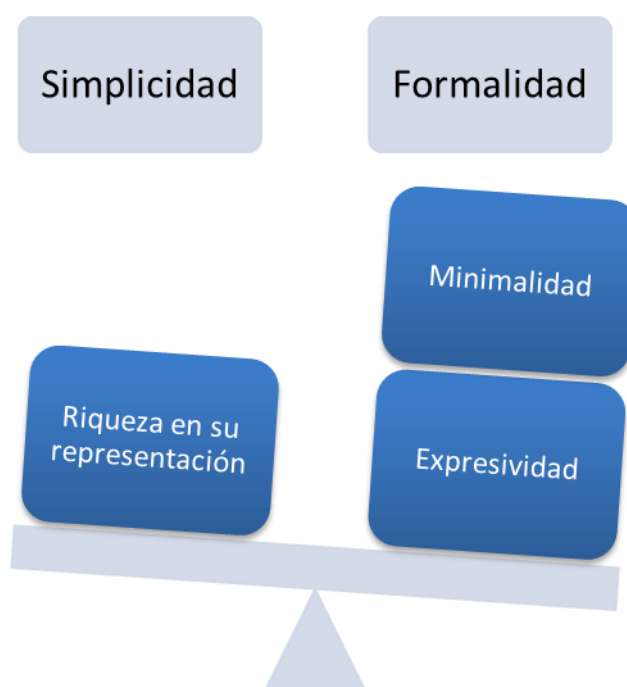 Simplicidad
Formalidad
Minimalidad
Riqueza en su
representación
Expresividad